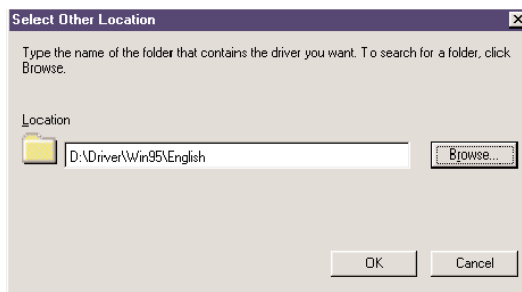 Select Other Location
Type the name of the folder that contains the driver you want. To search for a folder, click
Browse.
Location
D:\Driver\Win95\English
Browse...
OK
Cancel